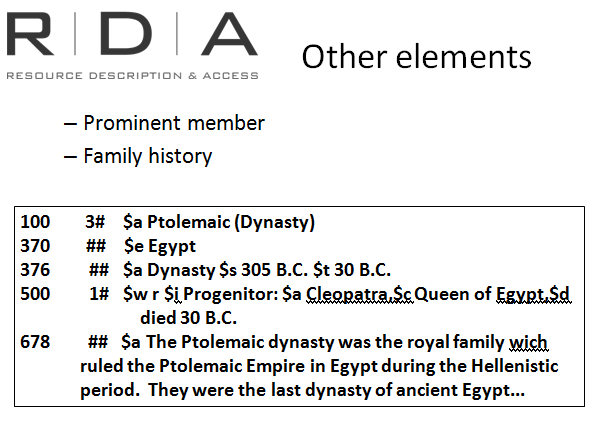 R | D | A
RESOURCE DESCRIPTION & ACCESS
Other elements
– Prominent member
– Family history
100 3# $a Ptolemaic (Dynasty)
370 ## $e Egypt
376 ## $a Dynasty $s 305 B.C. $t 30 B.C.
500 1# $w r $i Progenitor: $a Cleopatra,$c Queen of Egypt,$d
died 30 B.C.
678 ## $a The Ptolemaic dynasty was the royal family wich
ruled the Ptolemaic Empire in Egypt during the Hellenistic
period. They were the last dynasty of ancient Egypt...